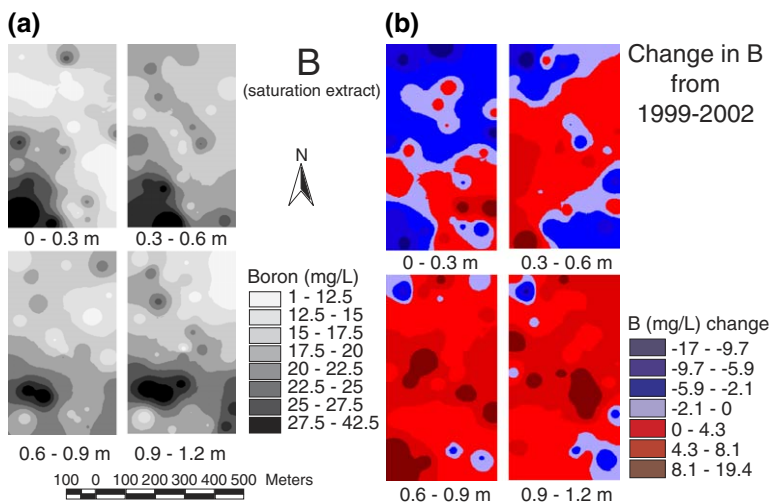 (a)
B
(saturation extract)
N
0 - 0.3 m
0.3 - 0.6 m
Boron (mg/L)
1 - 12.5
12.5 - 15
15 - 17.5
17.5 - 20
20 - 22.5
22.5 - 25
25 - 27.5
27.5 - 42.5
0.6 - 0.9 m
0.9 - 1.2 m
100 0 100 200 300 400 500 Meters
(b)
Change in B
from
1999-2002
0 - 0.3 m
0.3 - 0.6 m
B (mg/L) change
-17 - -9.7
-9.7 - -5.9
-5.9 - -2.1
-2.1 - 0
0 - 4.3
4.3 - 8.1
8.1 - 19.4
0.6 - 0.9 m
0.9 - 1.2 m